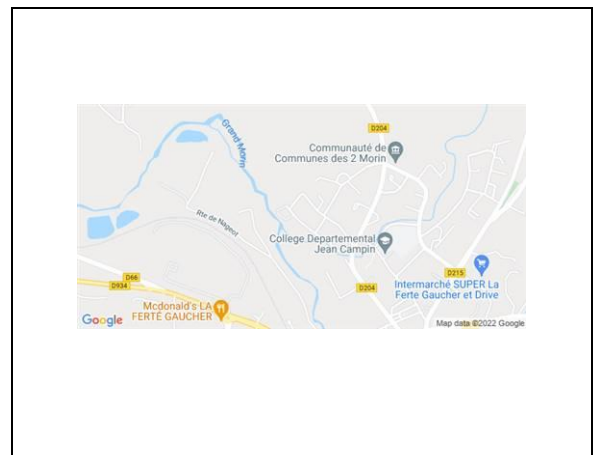 D204
Grand Morin
Communauté de
Communes des 2 Morin
Rte de Nageot
College Departemental
Jean Campin
D66
D934
D215
D204
Intermarché SUPER La
Ferte Gaucher et Drive
Mcdonald's LA
FERTÉ GAUCHER
Google
Map data ©2022 Google